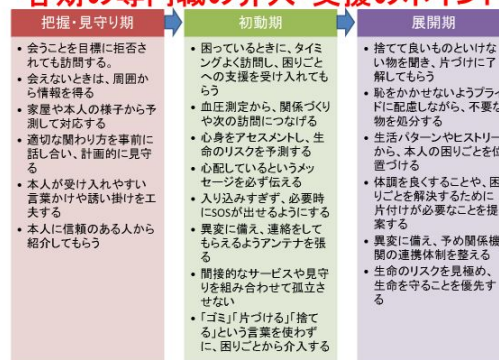 把握・見守り期
• 会うことを目標に拒否さ
れても訪問する。
• 会えないときは、周囲か
ら情報を得る
• 家屋や本人の様子から予
測して対応する
• 適切な関わり方を事前に
話し合い、計画的に見守
る
• 本人が受け入れやすい
言葉かけや誘い掛けを工
夫する
• 本人に信頼のある人から
紹介してもらう
初動期
• 困っているときに、タイミ
ングよく訪問し、困りごと
への支援を受け入れても
らう
• 血圧測定から、関係づくり
や次の訪問につなげる
• 心身をアセスメントし、生
命のリスクを予測する
• 心配しているというメッ
セージを必ず伝える
• 入り込みすぎず、必要時
にSOSが出せるようにする
• 異変に備え、連絡をして
もらえるようアンテナを張
る
• 間接的なサービスや見守
りを組み合わせて孤立さ
せない
• 「ゴミ」「片づける」「捨て
る」という言葉を使わず
に、困りごとから介入する
展開期
• 捨てて良いものといけな
い物を聞き、片づけに了
解してもらう
• 恥をかかせないようプライ
ドに配慮しながら、不要な
物を処分する
• 生活パターンやヒストリー
から、本人の困りごとを位
置づける
• 体調を良くすることや、困
りごとを解決するために
片付けが必要なことを提
案する
• 異変に備え、予め関係機
関の連携体制を整える
• 生命のリスクを見極め、
生命を守ることを優先す
る